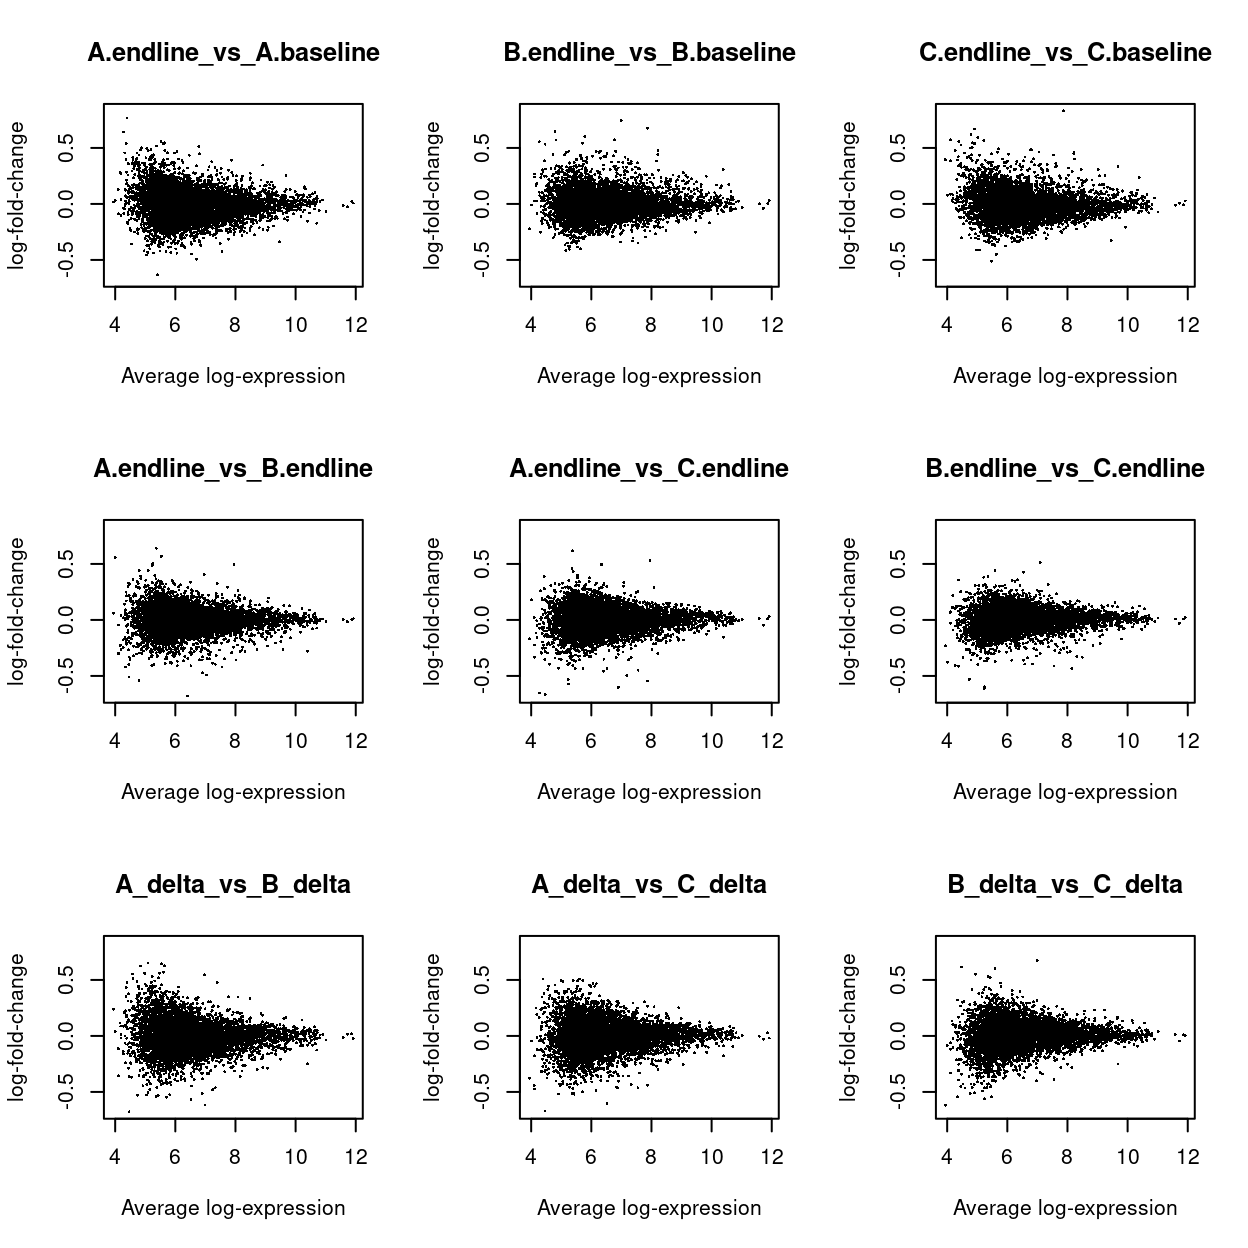 A.endline_vs_A.baseline
log-fold-change
0.5
0.0
-0.5
4 6 8 10 12
Average log-expression
B.endline_vs_B.baseline
log-fold-change
0.5
0.0
-0.5
4 6 8 10 12
Average log-expression
C.endline_vs_C.baseline
log-fold-change
0.5
0.0
-0.5
4 6 8 10 12
Average log-expression
A.endline_vs_B.endline
log-fold-change
0.5
0.0
-0.5
4 6 8 10 12
Average log-expression
A.endline_vs_C.endline
log-fold-change
0.5
0.0
-0.5
4 6 8 10 12
Average log-expression
B.endline_vs_C.endline
log-fold-change
0.5
0.0
-0.5
4 6 8 10 12
Average log-expression
A_delta_vs_B_delta
log-fold-change
0.5
0.0
-0.5
4 6 8 10 12
Average log-expression
A_delta_vs_C_delta
log-fold-change
0.5
0.0
-0.5
4 6 8 10 12
Average log-expression
B_delta_vs_C_delta
log-fold-change
0.5
0.0
-0.5
4 6 8 10 12
Average log-expression